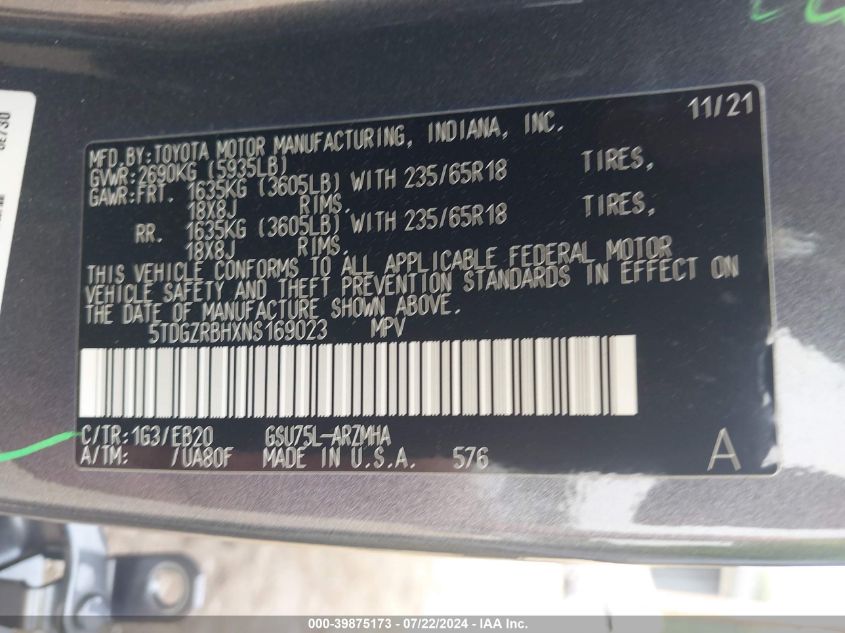 11/21
MFD.BY:TOYOTA MOTOR MANUFACTURING, INDIANA, INC.
GVWR:2690KG (5935LB)
GAWR:FRT. 1635KG (3605LB) WITH 235/65R18 TIRES,
18X8J RIMS.
RR. 1635KG (3605LB) WITH 235/65R18 TIRES,
18X8J RIMS.
THIS VEHICLE CONFORMS TO ALL APPLICABLE FEDERAL MOTOR
VEHICLE SAFETY AND THEFT PREVENTION STANDARDS IN EFFECT ON
THE DATE OF MANUFACTURE SHOWN ABOVE.
5TDGZRBHXNS169023 MPV
C/TR:1G3/EB20 GSU75L-ARZMHA
A/TM: /UA80F MADE IN U.S.A. 576 A
000-39875173 - 07/22/2024 - IAA Inc.